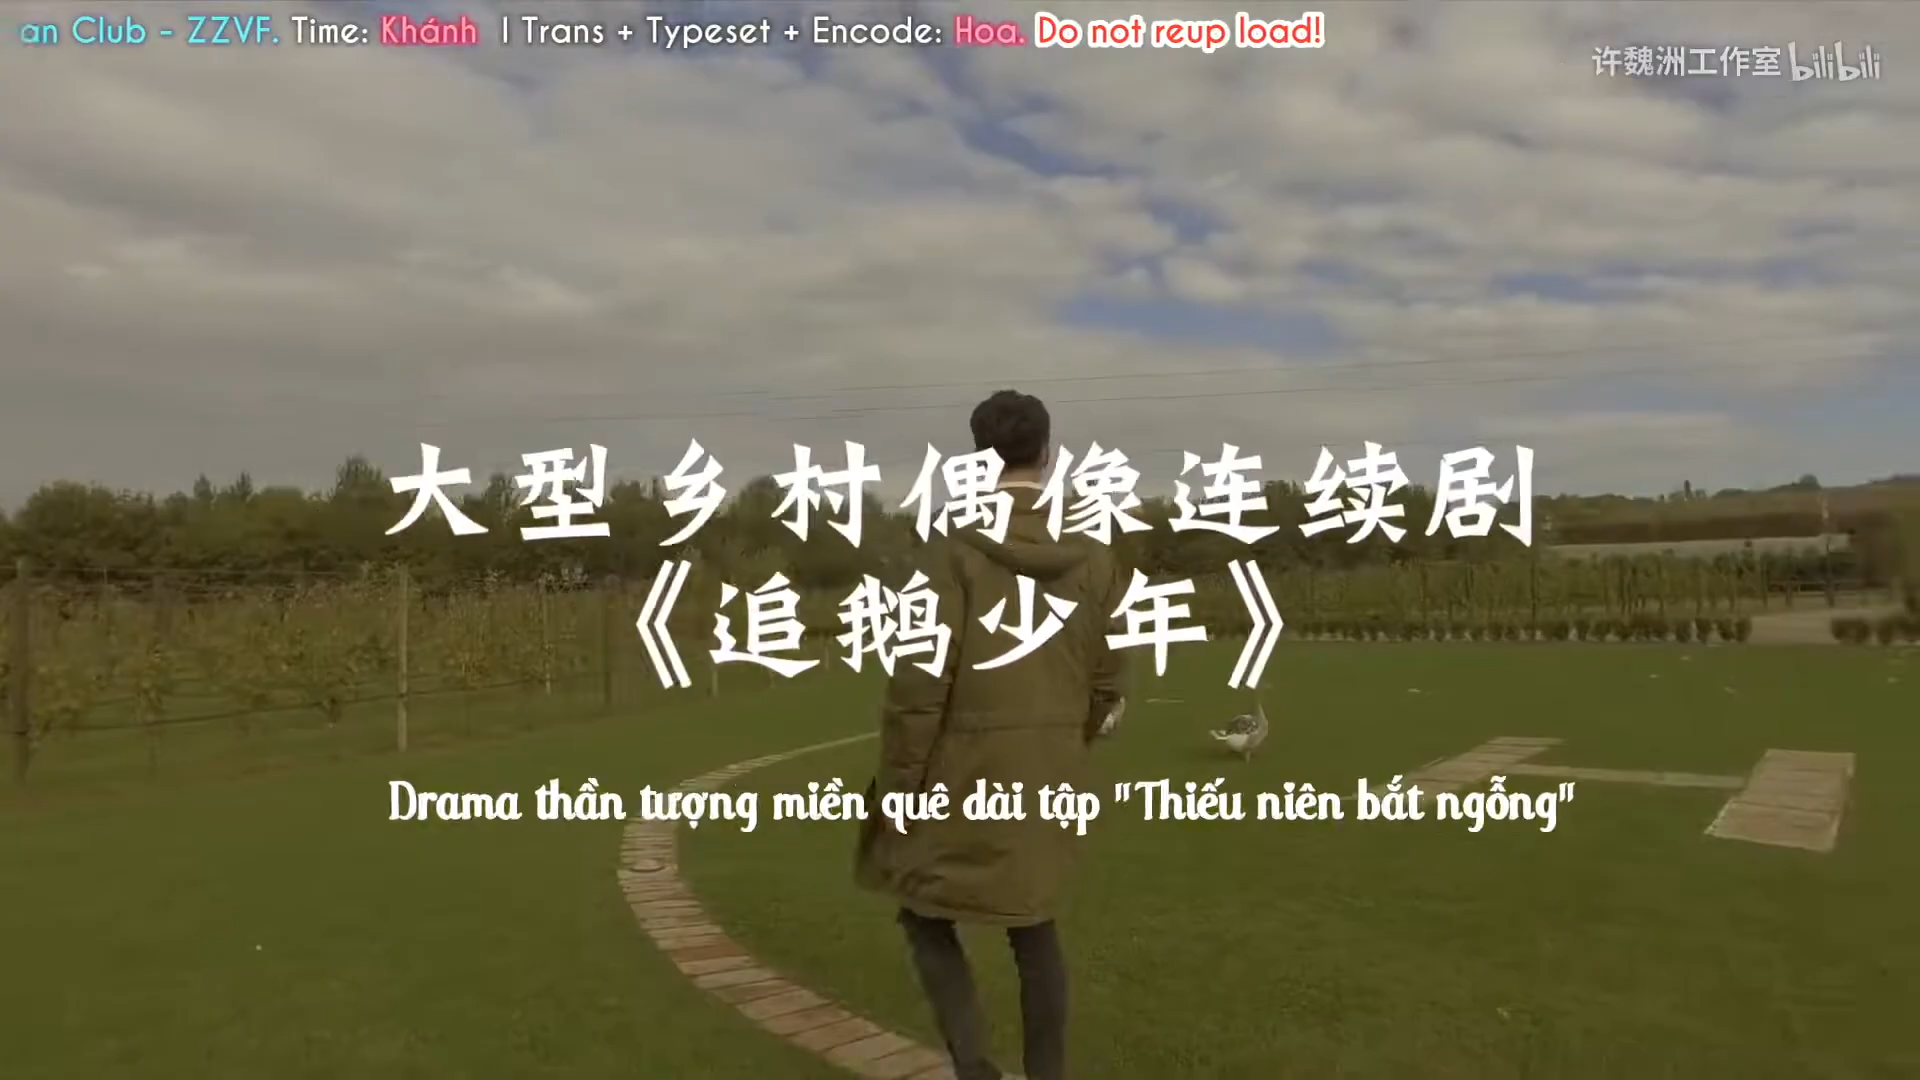 an Club - ZZVF. Time: Khánh | Trans + Typeset + Encode: Hoa. Do not reup load!
许魏洲工作室 bilibili
大型乡村偶像连续剧
《追鹅少年》
Drama thần tượng miền quê dài tập "Thiếu niên bắt ngỗng"